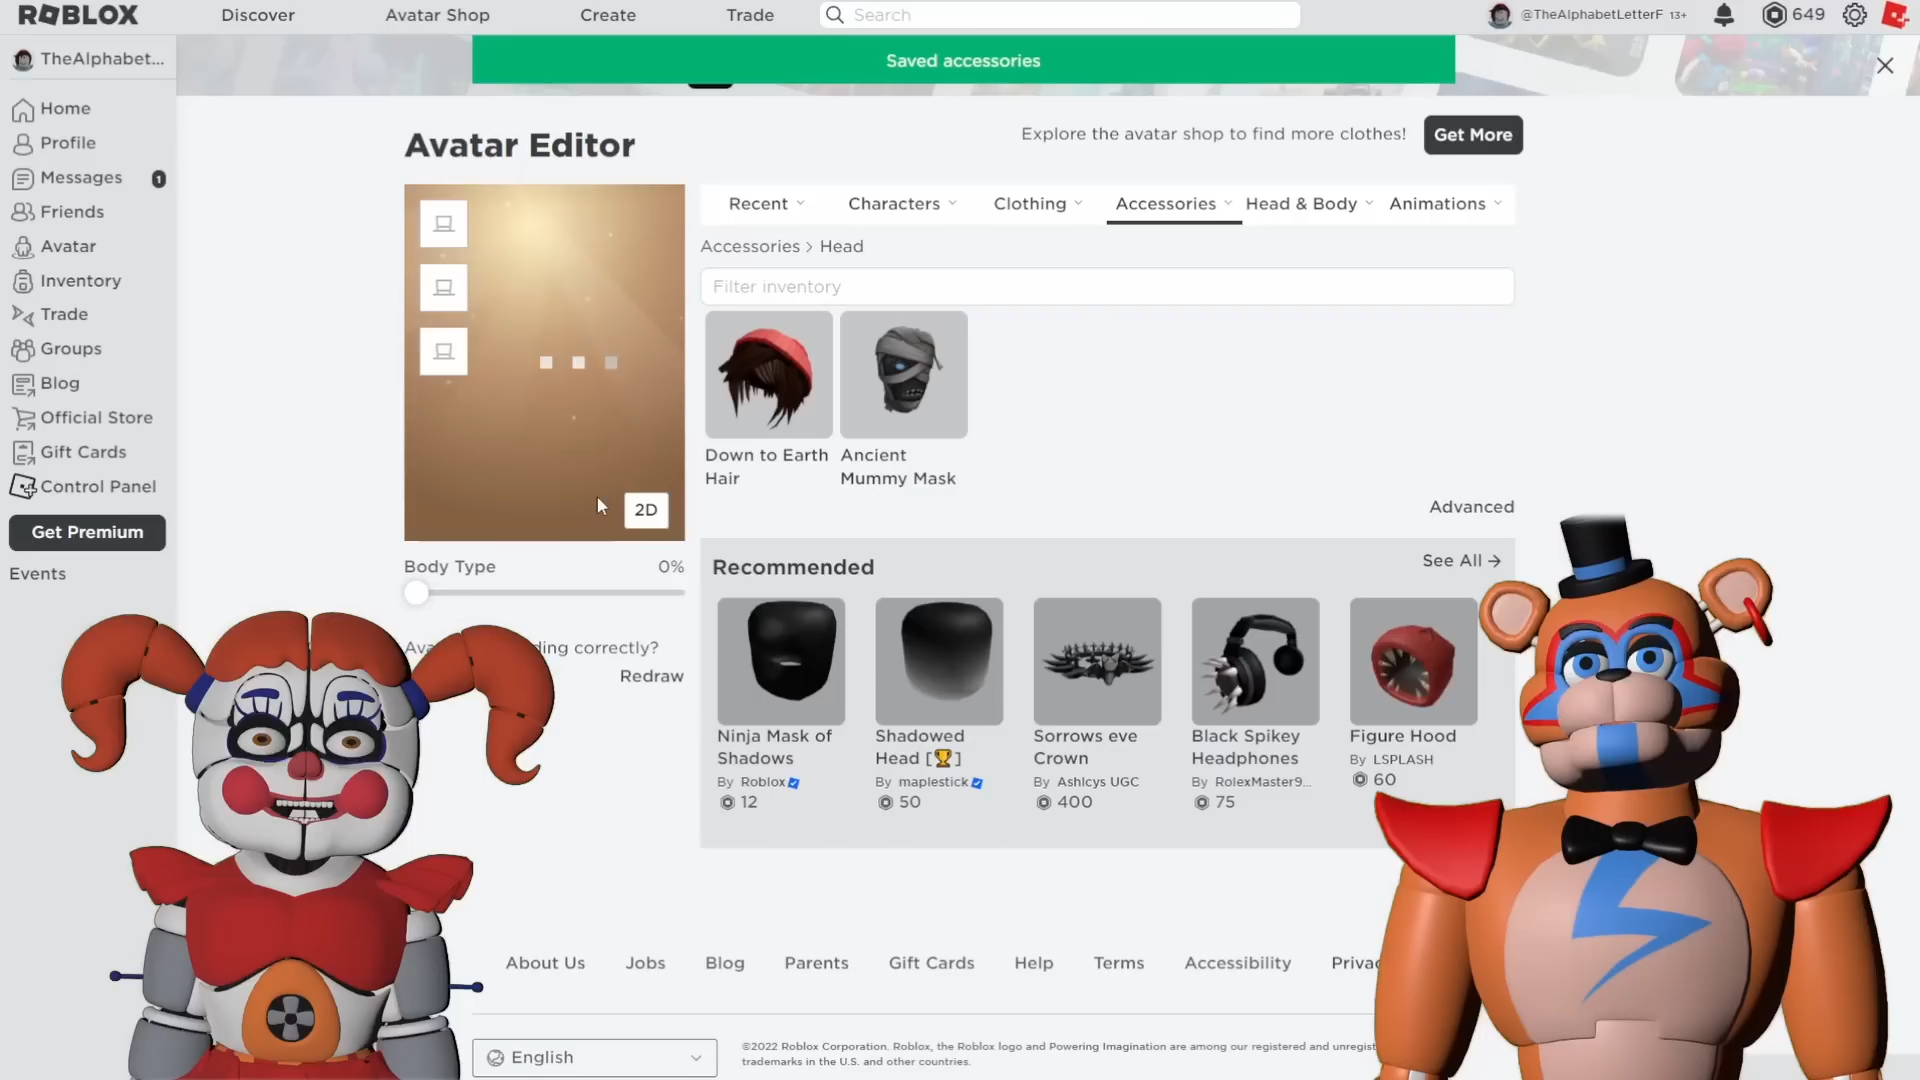 ROBLOX
Discover
Avatar Shop
Create
Trade
Search
@TheAlphabetLetterF 13+
649
Saved accessories
TheAlphabet...
Home
Profile
Messages
1
Friends
Avatar
Inventory
Trade
Groups
Blog
Official Store
Gift Cards
Control Panel
Get Premium
Events
Avatar Editor
Explore the avatar shop to find more clothes!
Get More
Recent
Characters
Clothing
Accessories
Head & Body
Animations
Accessories > Head
Filter inventory
Down to Earth
Hair
Ancient
Mummy Mask
2D
Body Type
0%
Ava
ding correctly?
Redraw
Advanced
Recommended
See All →
Ninja Mask of
Shadows
By Roblox
12
Shadowed
Head [🏆]
By maplestick
50
Sorrows eve
Crown
By Ashlcys UGC
400
Black Spikey
Headphones
By RolexMaster9...
75
Figure Hood
By LSPLASH
60
About Us
Jobs
Blog
Parents
Gift Cards
Help
Terms
Accessibility
Privac
English
©2022 Roblox Corporation. Roblox, the Roblox logo and Powering Imagination are among our registered and unregist
trademarks in the U.S. and other countries.